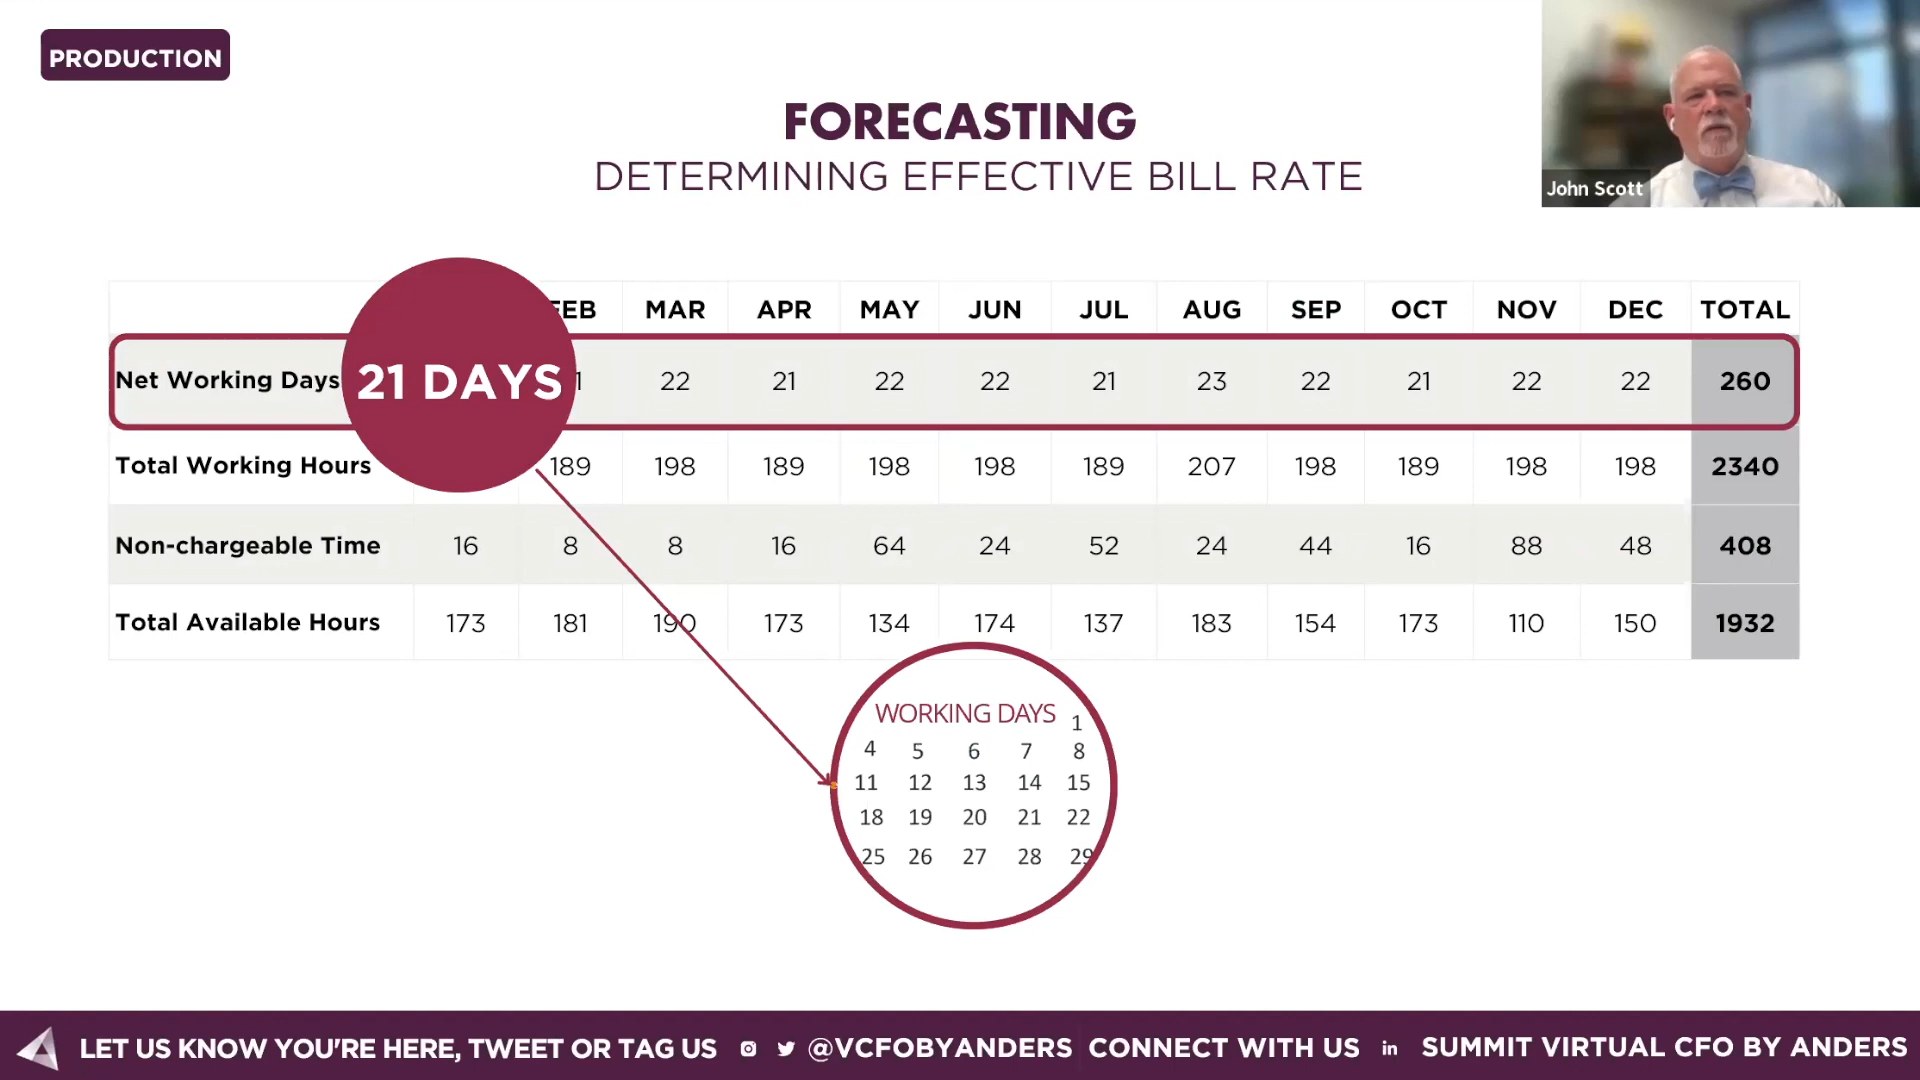 PRODUCTION
FORECASTING
DETERMINING EFFECTIVE BILL RATE
John Scott
MAR APR MAY JUN JUL AUG SEP OCT NOV DEC TOTAL
Net Working Days 21 DAYS 22 21 22 22 21 23 22 21 22 22 260
Total Working Hours 189 198 189 198 198 189 207 198 189 198 198 2340
Non-chargeable Time 16 8 8 16 64 24 52 24 44 16 88 48 408
Total Available Hours 173 181 190 173 134 174 137 183 154 173 110 150 1932
WORKING DAYS 1
4 5 6 7 8
11 12 13 14 15
18 19 20 21 22
25 26 27 28 29
LET US KNOW YOU'RE HERE, TWEET OR TAG US @VCFOBYANDERS CONNECT WITH US in SUMMIT VIRTUAL CFO BY ANDERS